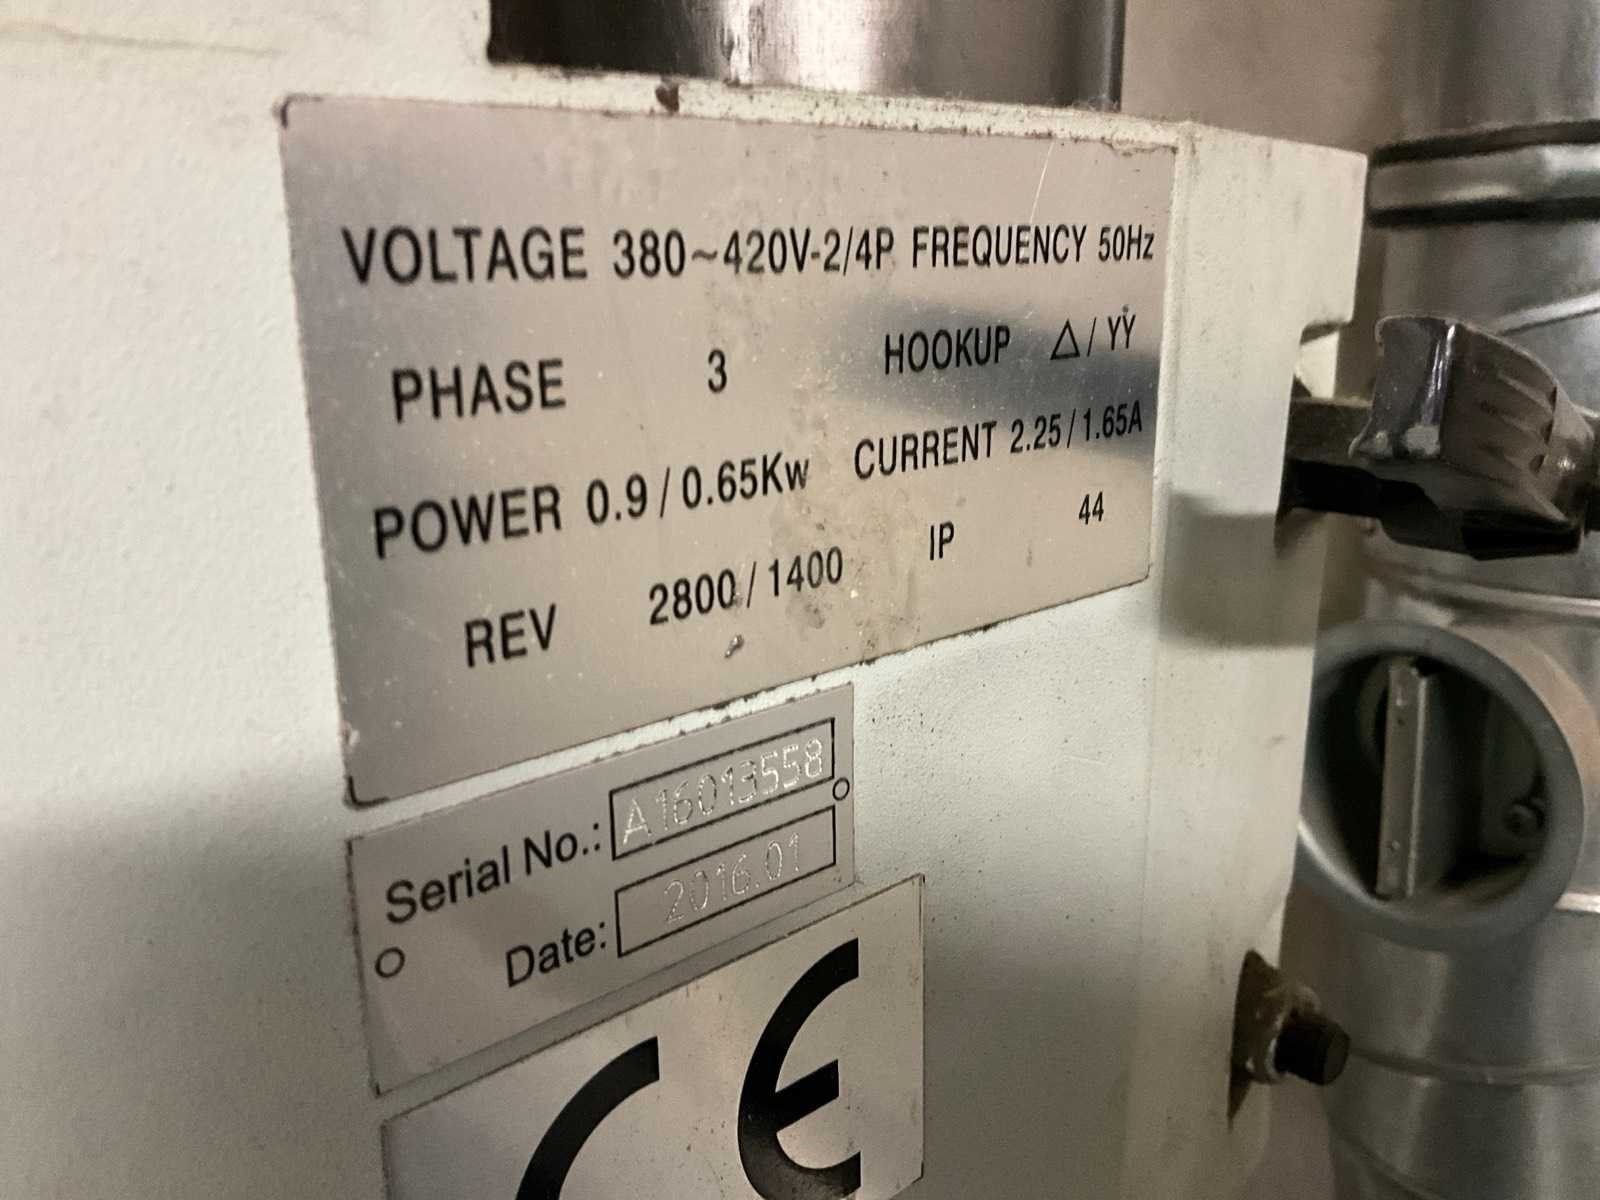 VOLTAGE 380~420V-2/4P FREQUENCY 50Hz
PHASE 3 HOOKUP △/YẎ
POWER 0.9/0.65Kw CURRENT 2.25/1.65A
REV 2800/1400 IP 44
Serial No.: A16013558
Date: 2016.01
CE